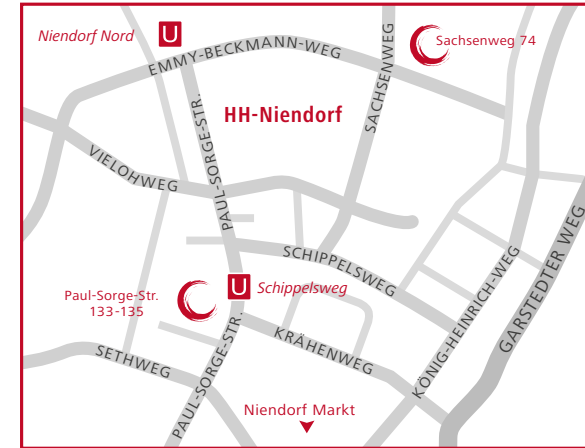 Niendorf Nord
U
Sachsenweg 74
EMMY-BECKMANN-WEG
SACHSENWEG
PAUL-SORGE-STR.
HH-Niendorf
VIELOHWEG
SCHIPPELSWEG
GARSTEDTER WEG
U
Schippelsweg
Paul-Sorge-Str.
133-135
KÖNIG-HEINRICH-WEG
KRÄHENWEG
SETHWEG
PAUL-SORGE-STR.
Niendorf Markt